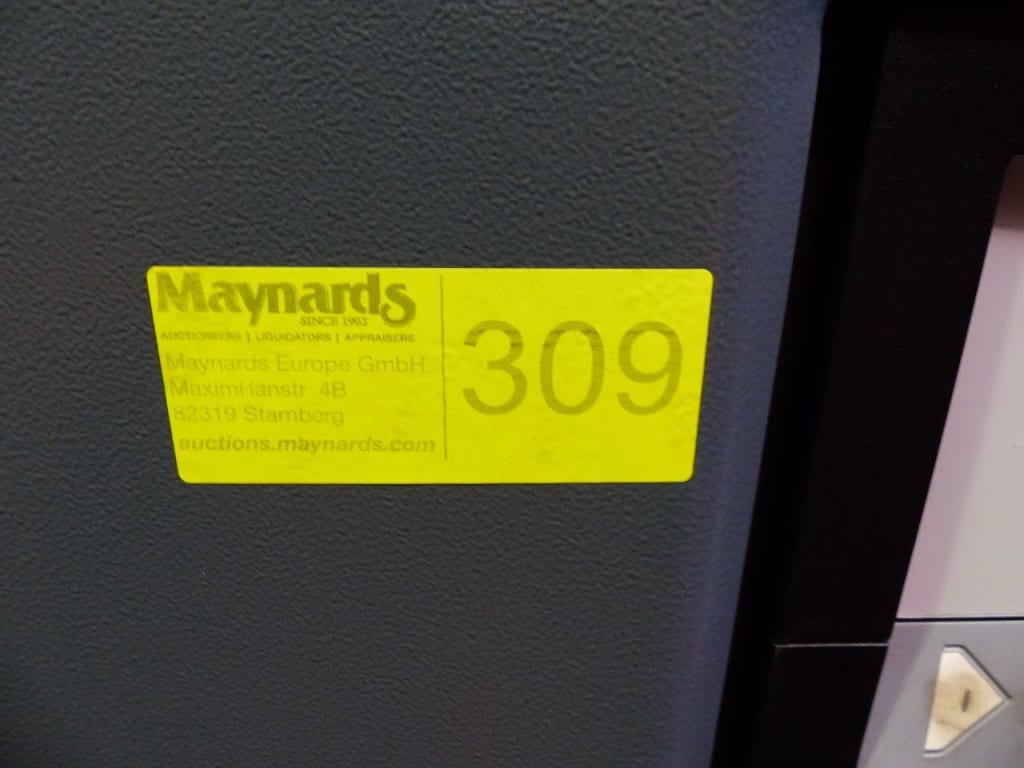 Maynards
SINCE 1902
AUCTIONEERS | LIQUIDATORS | APPRAISERS
Maynards Europe GmbH
Maximilianstr 4B
82319 Starnberg
auctions.maynards.com
309